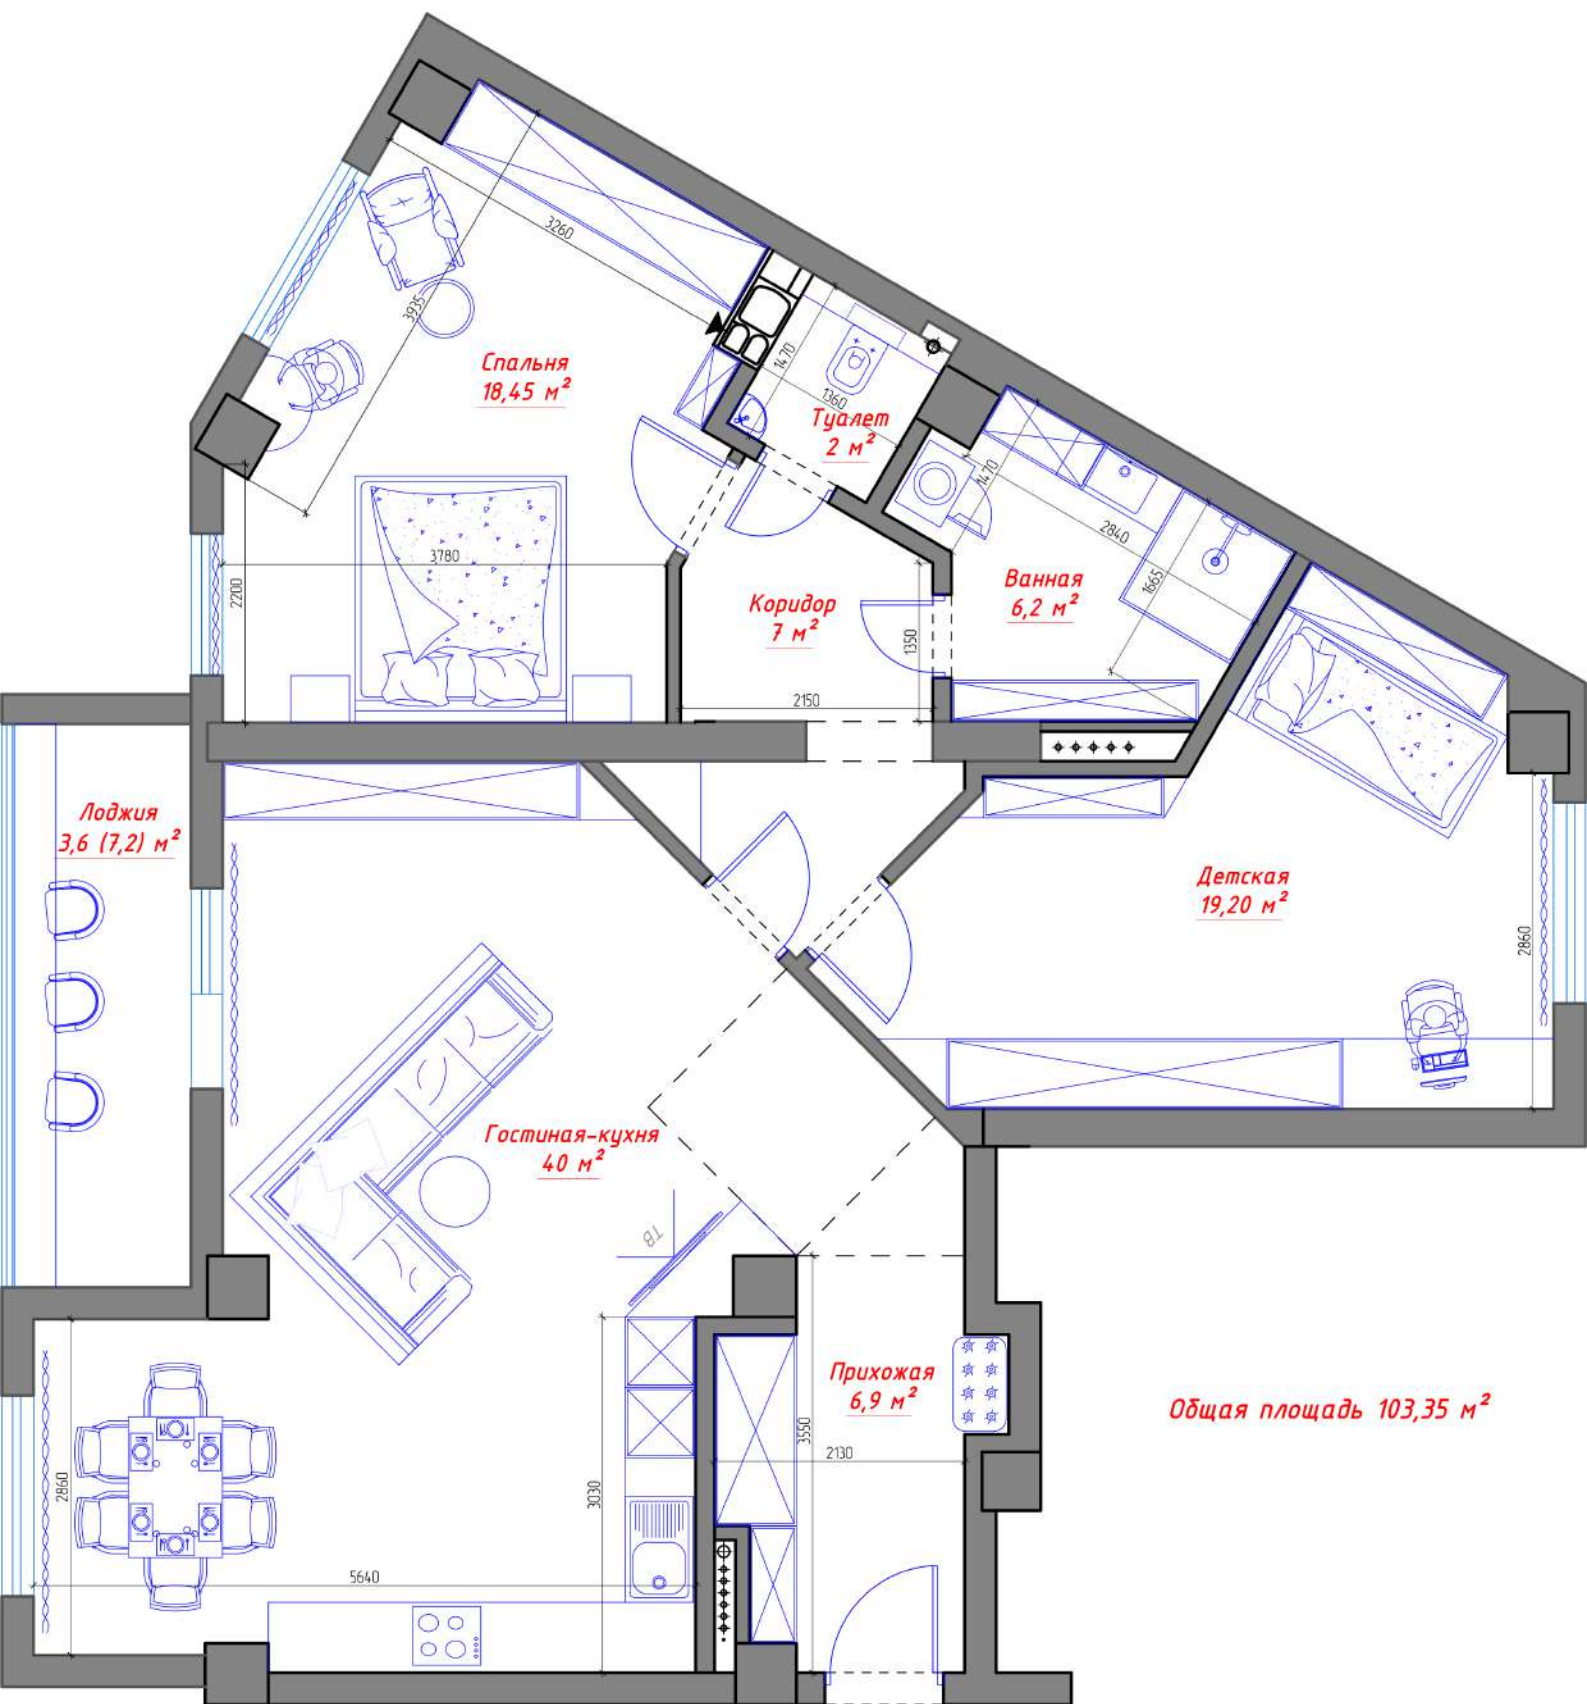 3260
3935
Спальня
18,45 м²
1470
1360
Туалет
2 м²
1470
2840
1665
3780
2200
Коридор
7 м²
1350
2150
Ванная
6,2 м²
Лоджия
3,6 (7,2) м²
Детская
19,20 м²
2860
Гостиная-кухня
40 м²
ТВ
Прихожая
6,9 м²
3550
2130
Общая площадь 103,35 м²
2860
3030
5640